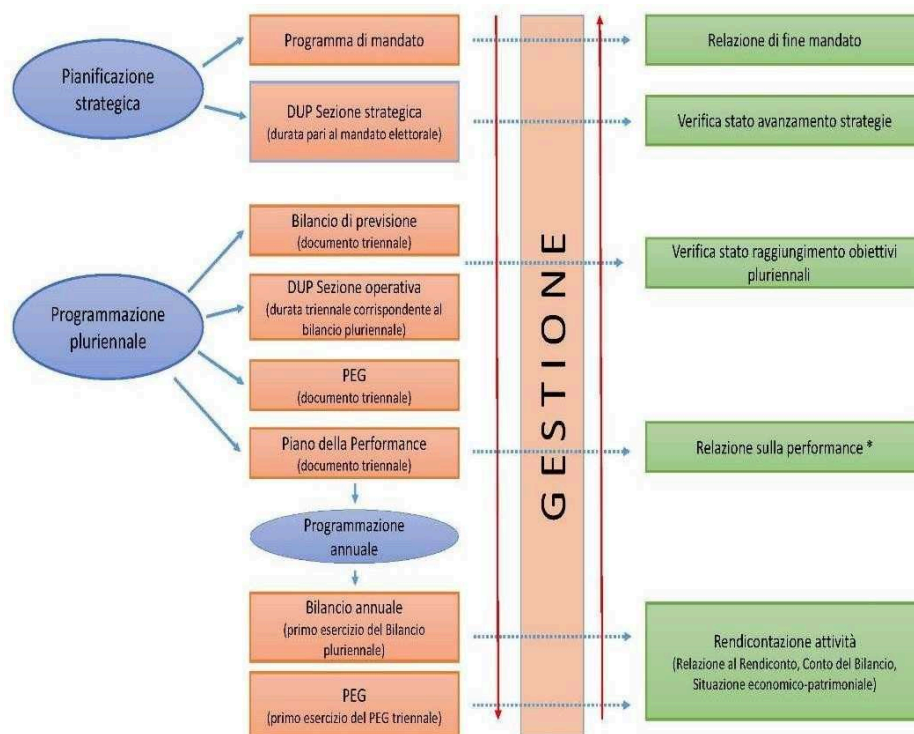 Pianificazione
strategica
Programma di mandato
Relazione di fine mandato
DUP Sezione strategica
(durata pari al mandato elettorale)
Verifica stato avanzamento strategie
Programmazione
pluriennale
Bilancio di previsione
(documento triennale)
DUP Sezione operativa
(durata triennale corrispondente al
bilancio pluriennale)
Verifica stato raggiungimento obiettivi
pluriennali
PEG
(documento triennale)
Piano della Performance
(documento triennale)
Relazione sulla performance *
GESTIONE
Programmazione
annuale
Bilancio annuale
(primo esercizio del Bilancio
pluriennale)
PEG
(primo esercizio del PEG triennale)
Rendicontazione attività
(Relazione al Rendiconto, Conto del Bilancio,
Situazione economico-patrimoniale)